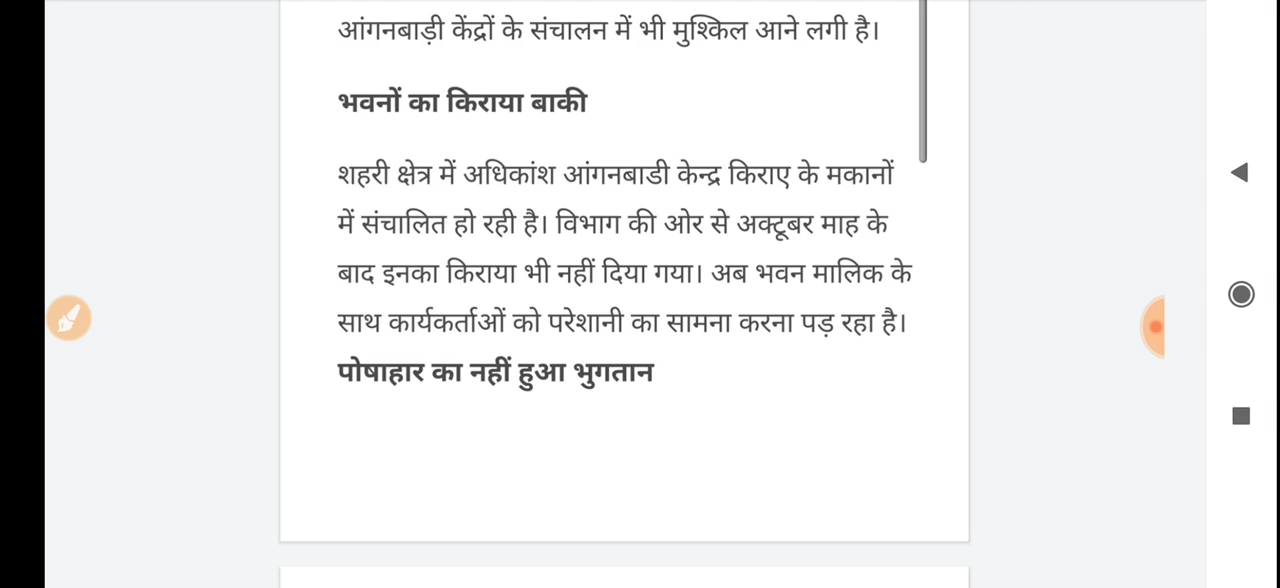 आंगनबाड़ी केंद्रों के संचालन में भी मुश्किल आने लगी है।
भवनों का किराया बाकी
शहरी क्षेत्र में अधिकांश आंगनबाडी केन्द्र किराए के मकानों
में संचालित हो रही है। विभाग की ओर से अक्टूबर माह के
बाद इनका किराया भी नहीं दिया गया। अब भवन मालिक के
साथ कार्यकर्ताओं को परेशानी का सामना करना पड़ रहा है।
पोषाहार का नहीं हुआ भुगतान